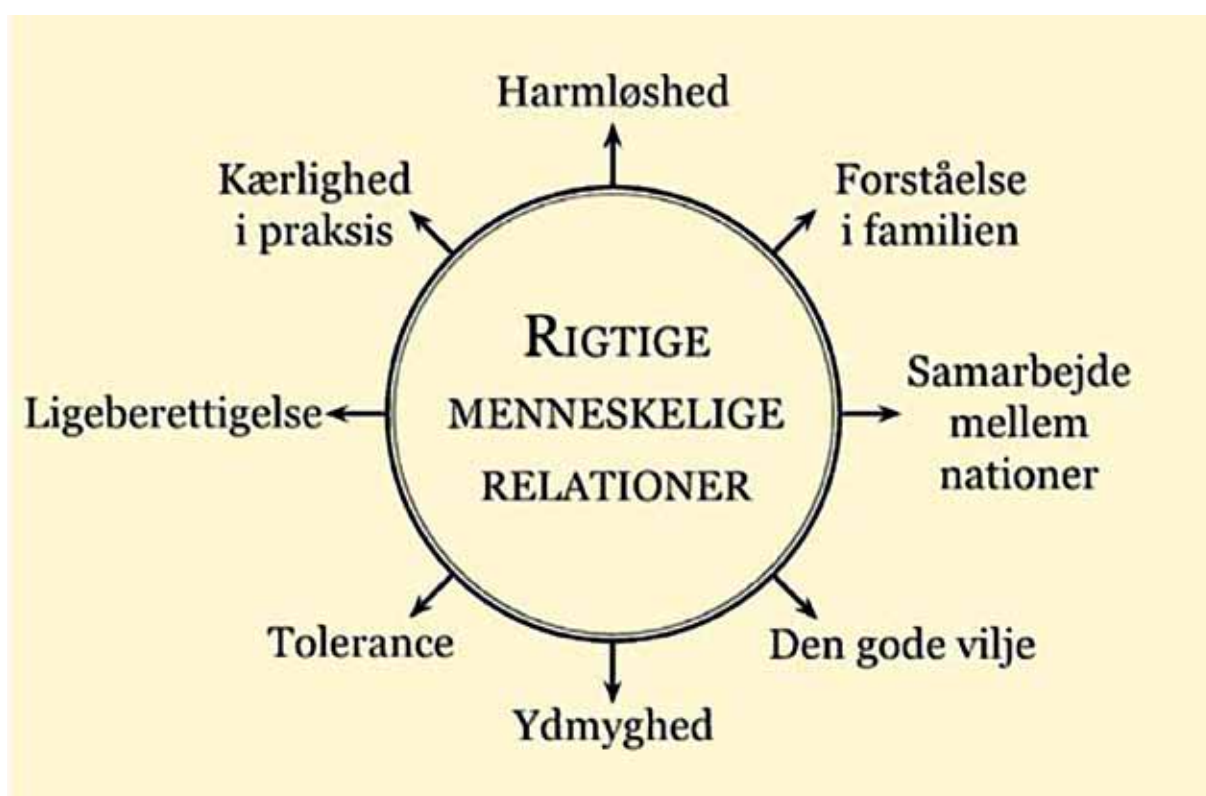 Harmløshed
Kærlighed
i praksis
Forståelse
i familien
RIGTIGE
MENNESKELIGE
RELATIONER
Ligeberettigelse
Samarbejde
mellem
nationer
Tolerance
Den gode vilje
Ydmyghed